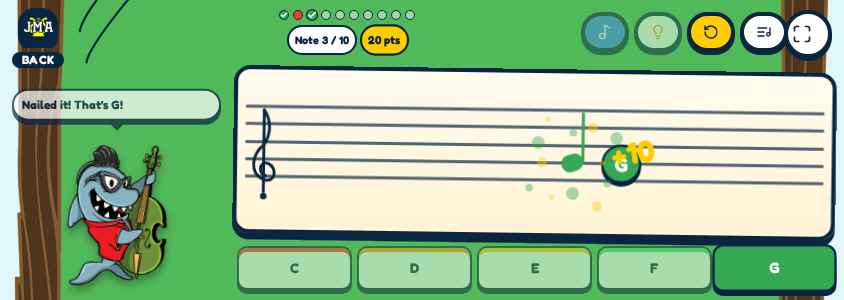 JMA
BACK
Note 3 / 10
20 pts
Nailed it! That's G!
G
+10
C
D
E
F
G